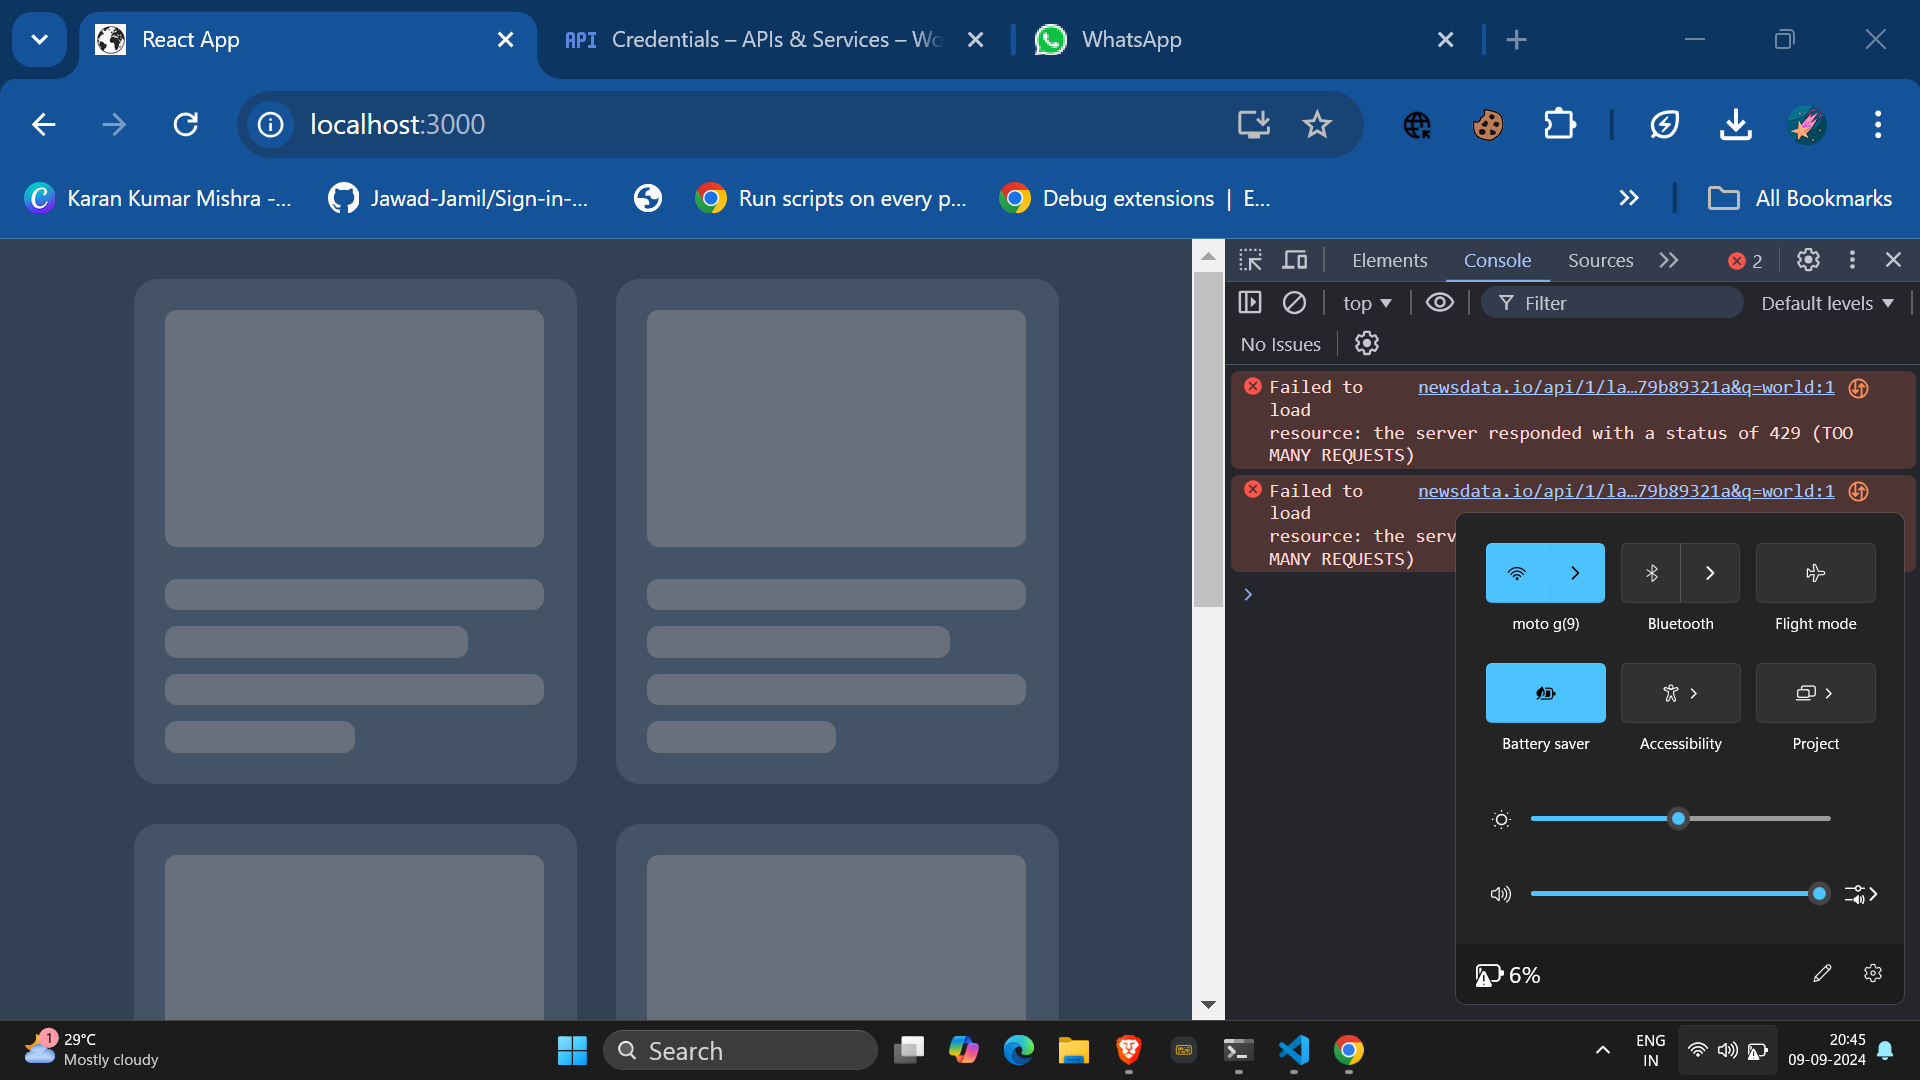 React App
API Credentials – APIs & Services – Wo
WhatsApp
localhost:3000
Karan Kumar Mishra -...
Jawad-Jamil/Sign-in-...
Run scripts on every p...
Debug extensions | E...
All Bookmarks
Elements
Console
Sources
2
top
Filter
Default levels
No Issues
Failed to newsdata.io/api/1/la…79b89321a&q=world:1
load
resource: the server responded with a status of 429 (TOO
MANY REQUESTS)
Failed to newsdata.io/api/1/la…79b89321a&q=world:1
load
resource: the serv
MANY REQUESTS)
moto g(9)
Bluetooth
Flight mode
Battery saver
Accessibility
Project
6%
1
29°C
Mostly cloudy
Search
ENG
IN
20:45
09-09-2024